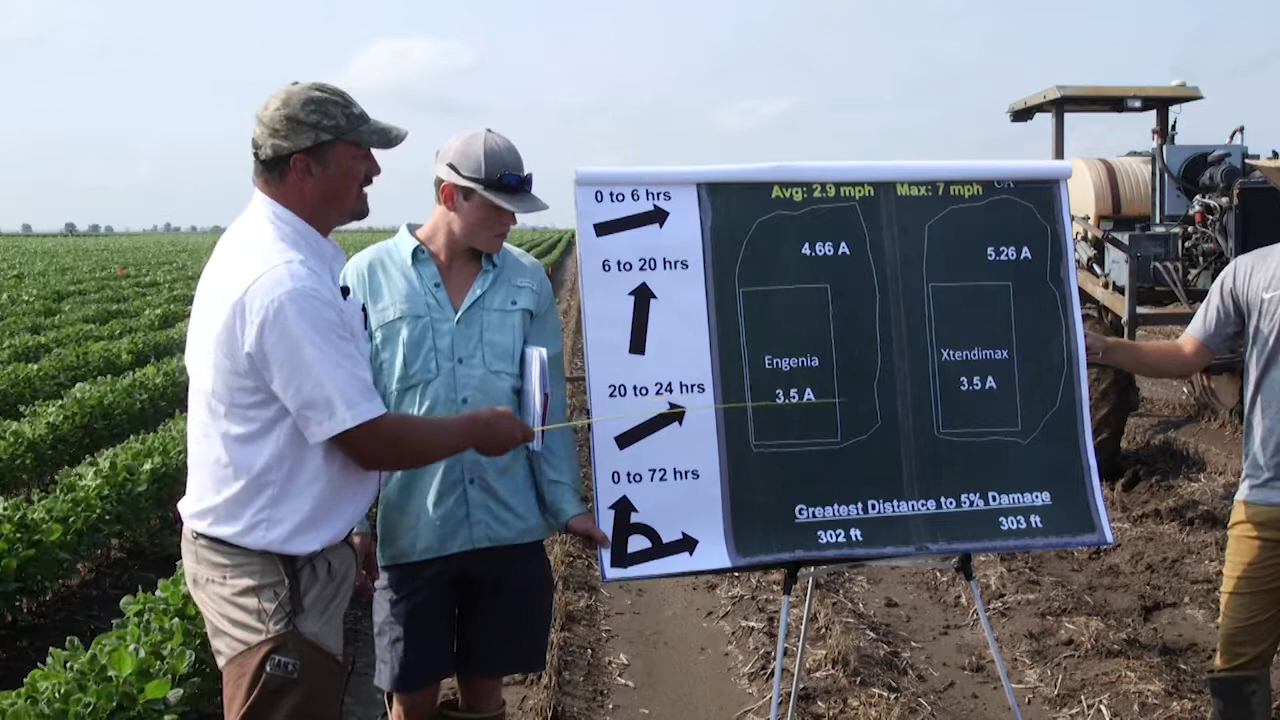 0 to 6 hrs
6 to 20 hrs
20 to 24 hrs
0 to 72 hrs
Avg: 2.9 mph Max: 7 mph
4.66 A
5.26 A
Engenia
3.5 A
Xtendimax
3.5 A
Greatest Distance to 5% Damage
302 ft
303 ft